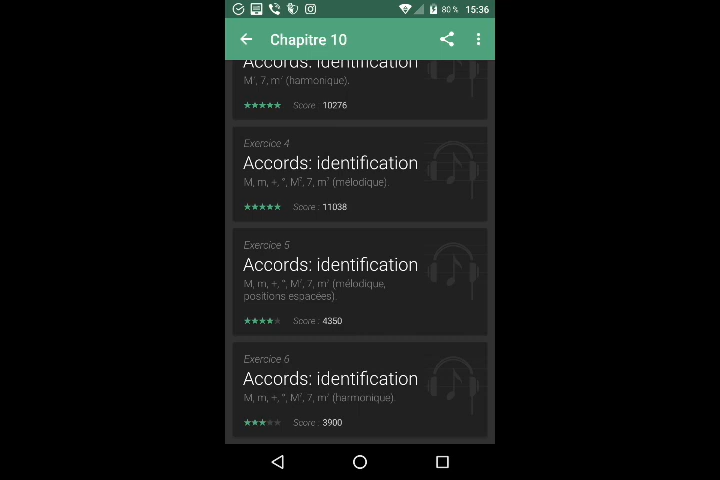 80 %
15:36
Chapitre 10
Accords: identification
M⁷, 7, m⁷ (harmonique).
Score : 10276
Exercice 4
Accords: identification
M, m, +, °, M⁷, 7, m⁷ (mélodique).
Score : 11038
Exercice 5
Accords: identification
M, m, +, °, M⁷, 7, m⁷ (mélodique,
positions espacées).
Score : 4350
Exercice 6
Accords: identification
M, m, +, °, M⁷, 7, m⁷ (harmonique).
Score : 3900